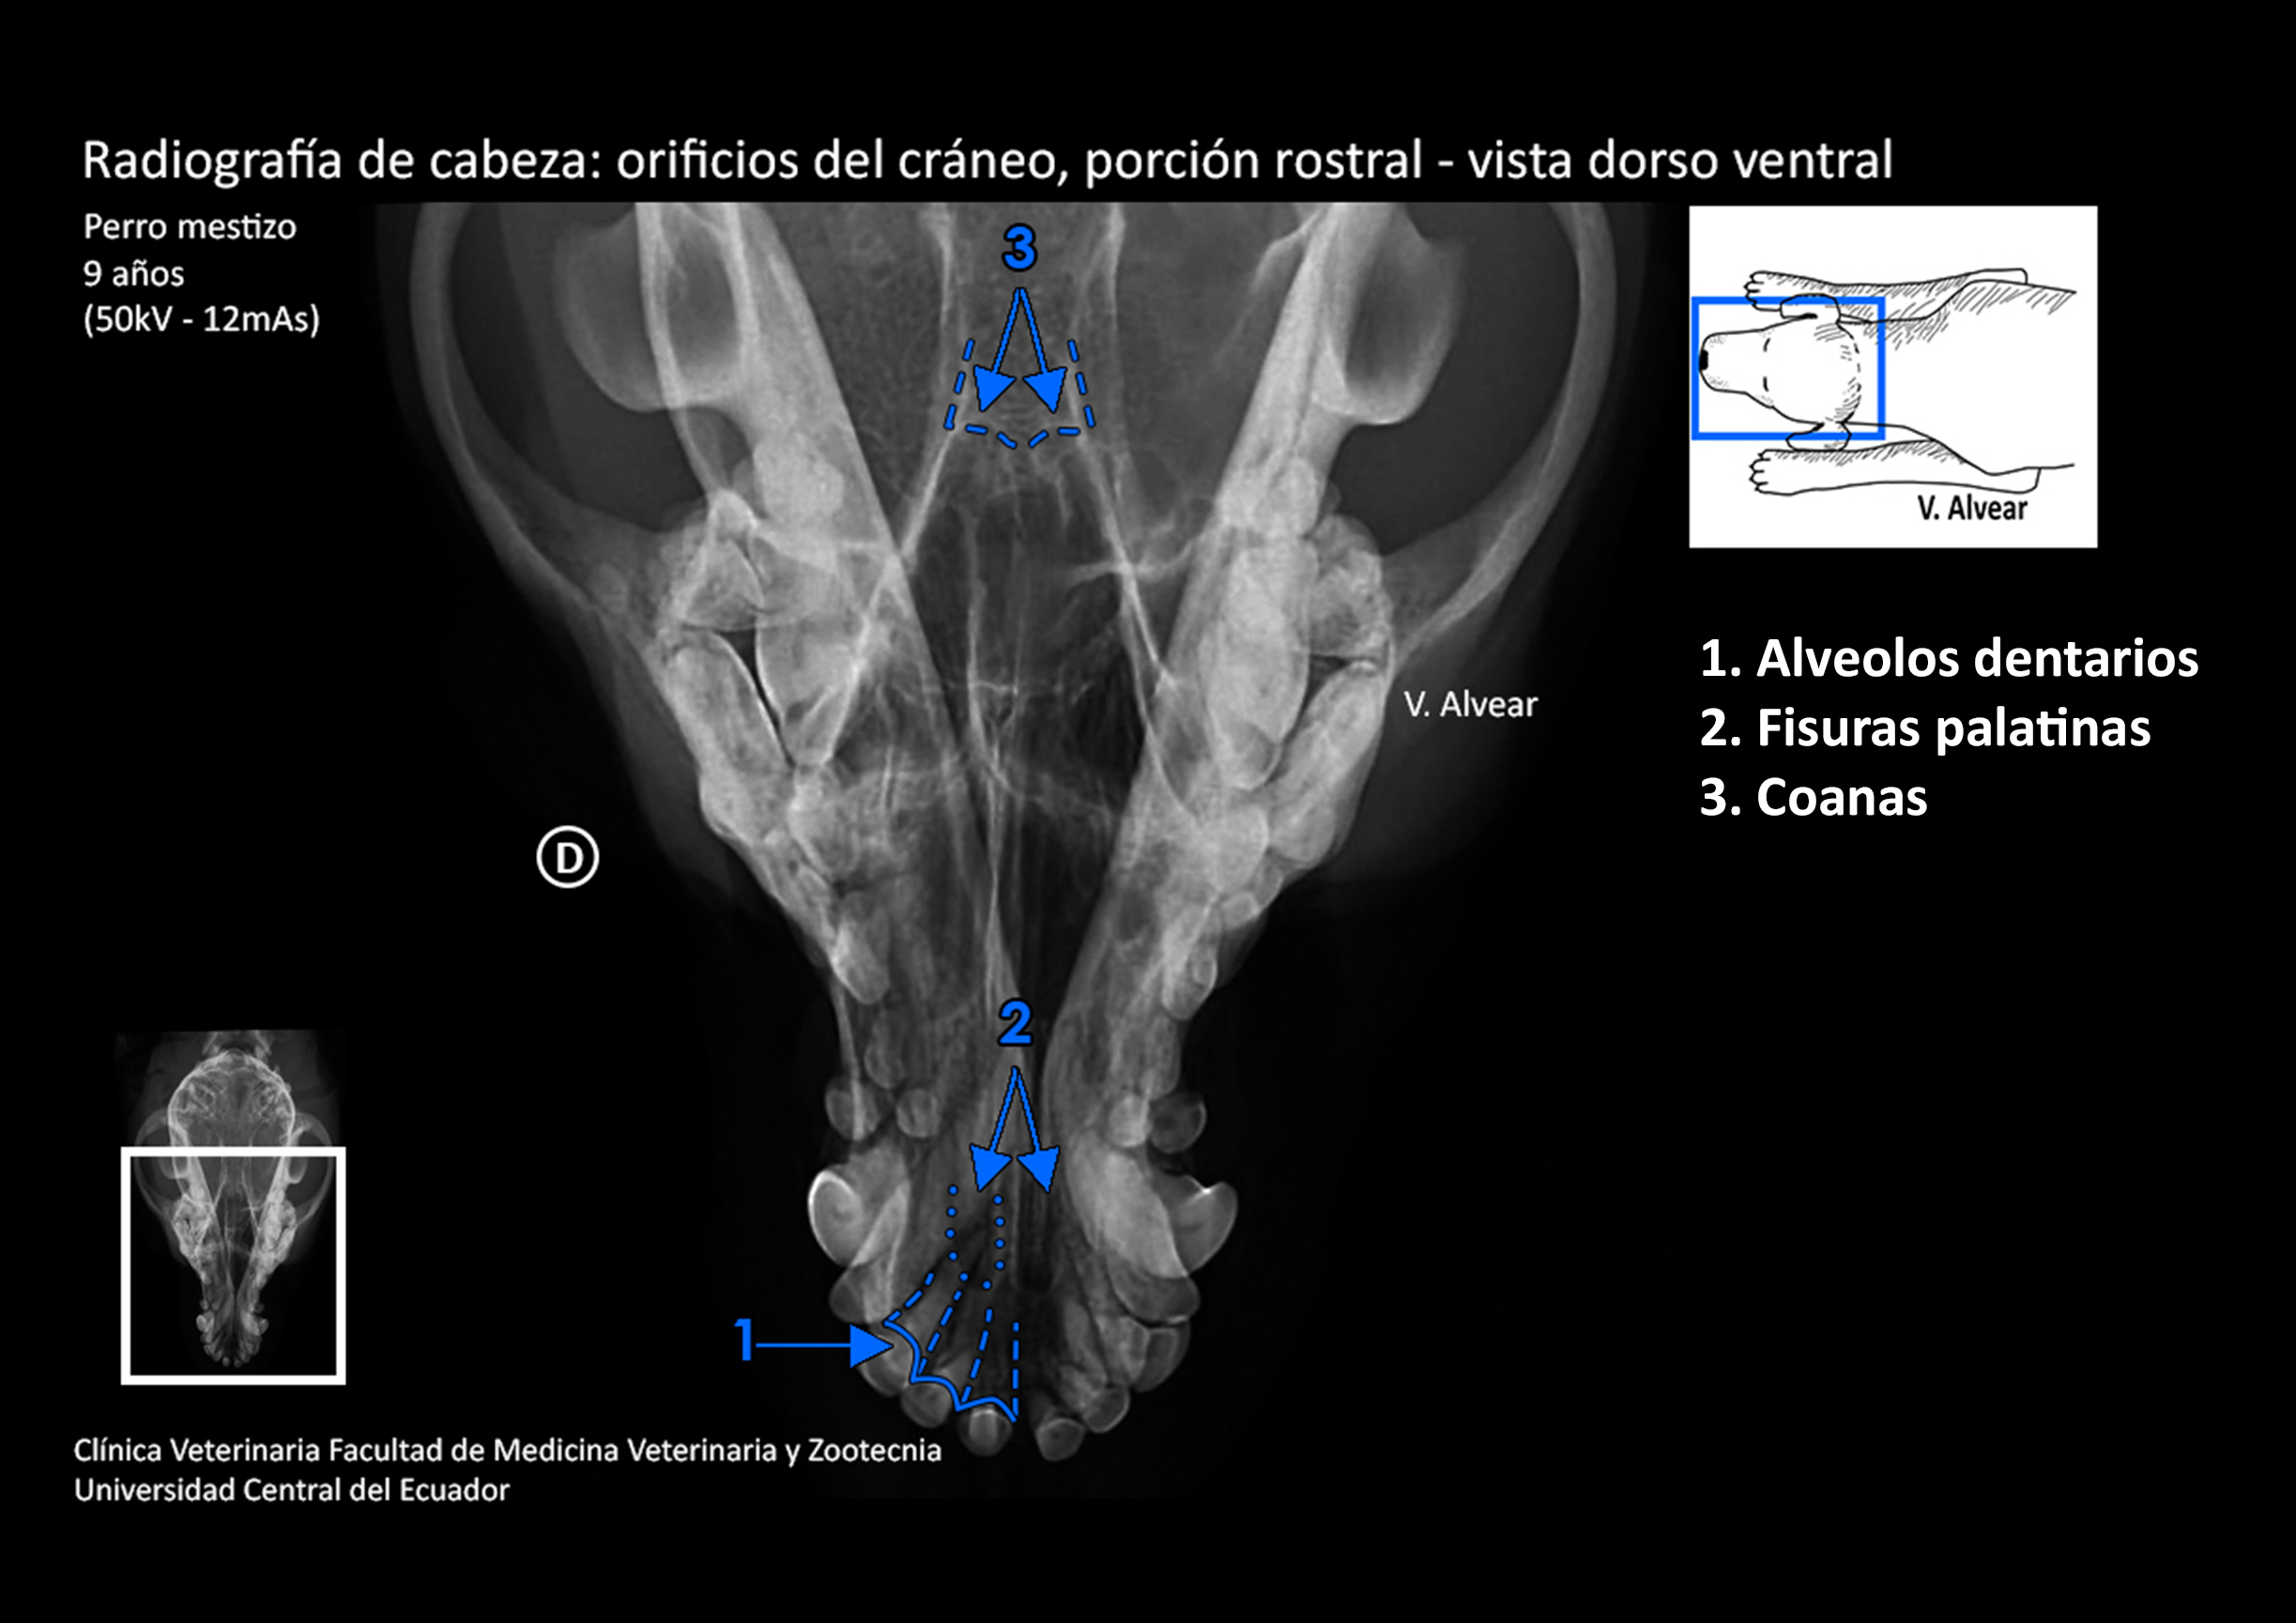 Radiografía de cabeza: orificios del cráneo, porción rostral - vista dorso ventral
Perro mestizo
9 años
(50kV - 12mAs)
3
V. Alvear
1. Alveolos dentarios
2. Fisuras palatinas
3. Coanas
V. Alvear
D
2
1
Clínica Veterinaria Facultad de Medicina Veterinaria y Zootecnia
Universidad Central del Ecuador